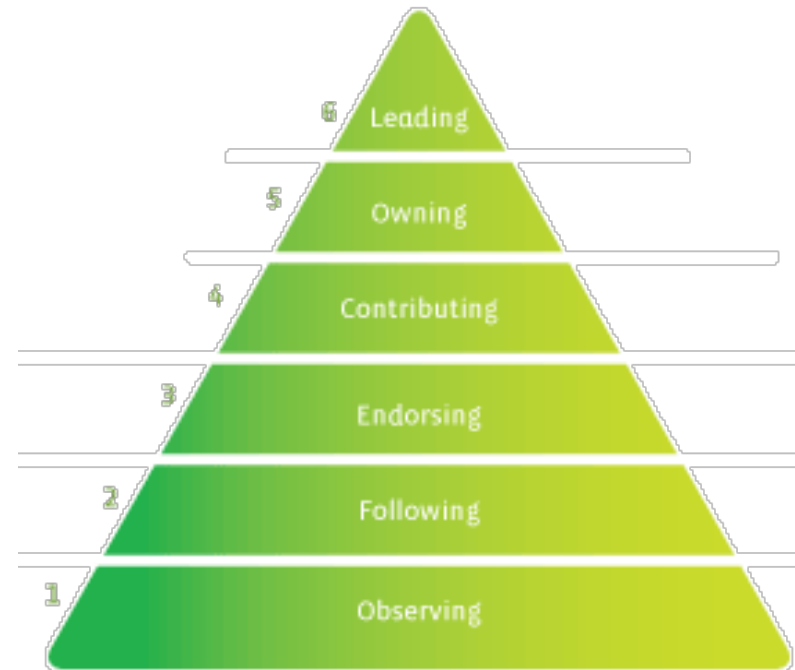 6 Leading
5 Owning
4 Contributing
3 Endorsing
2 Following
1 Observing